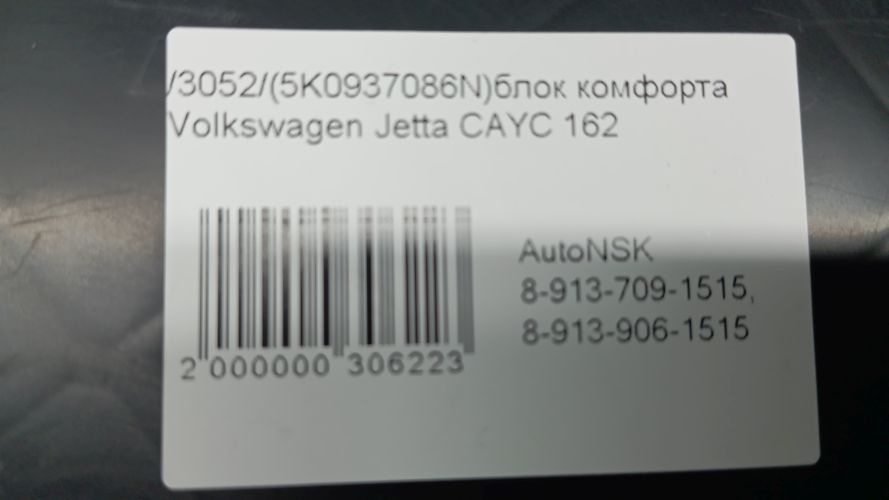 /3052/(5K0937086N)блок комфорта
Volkswagen Jetta CAYC 162
AutoNSK
8-913-709-1515,
8-913-906-1515
2 000000 306223